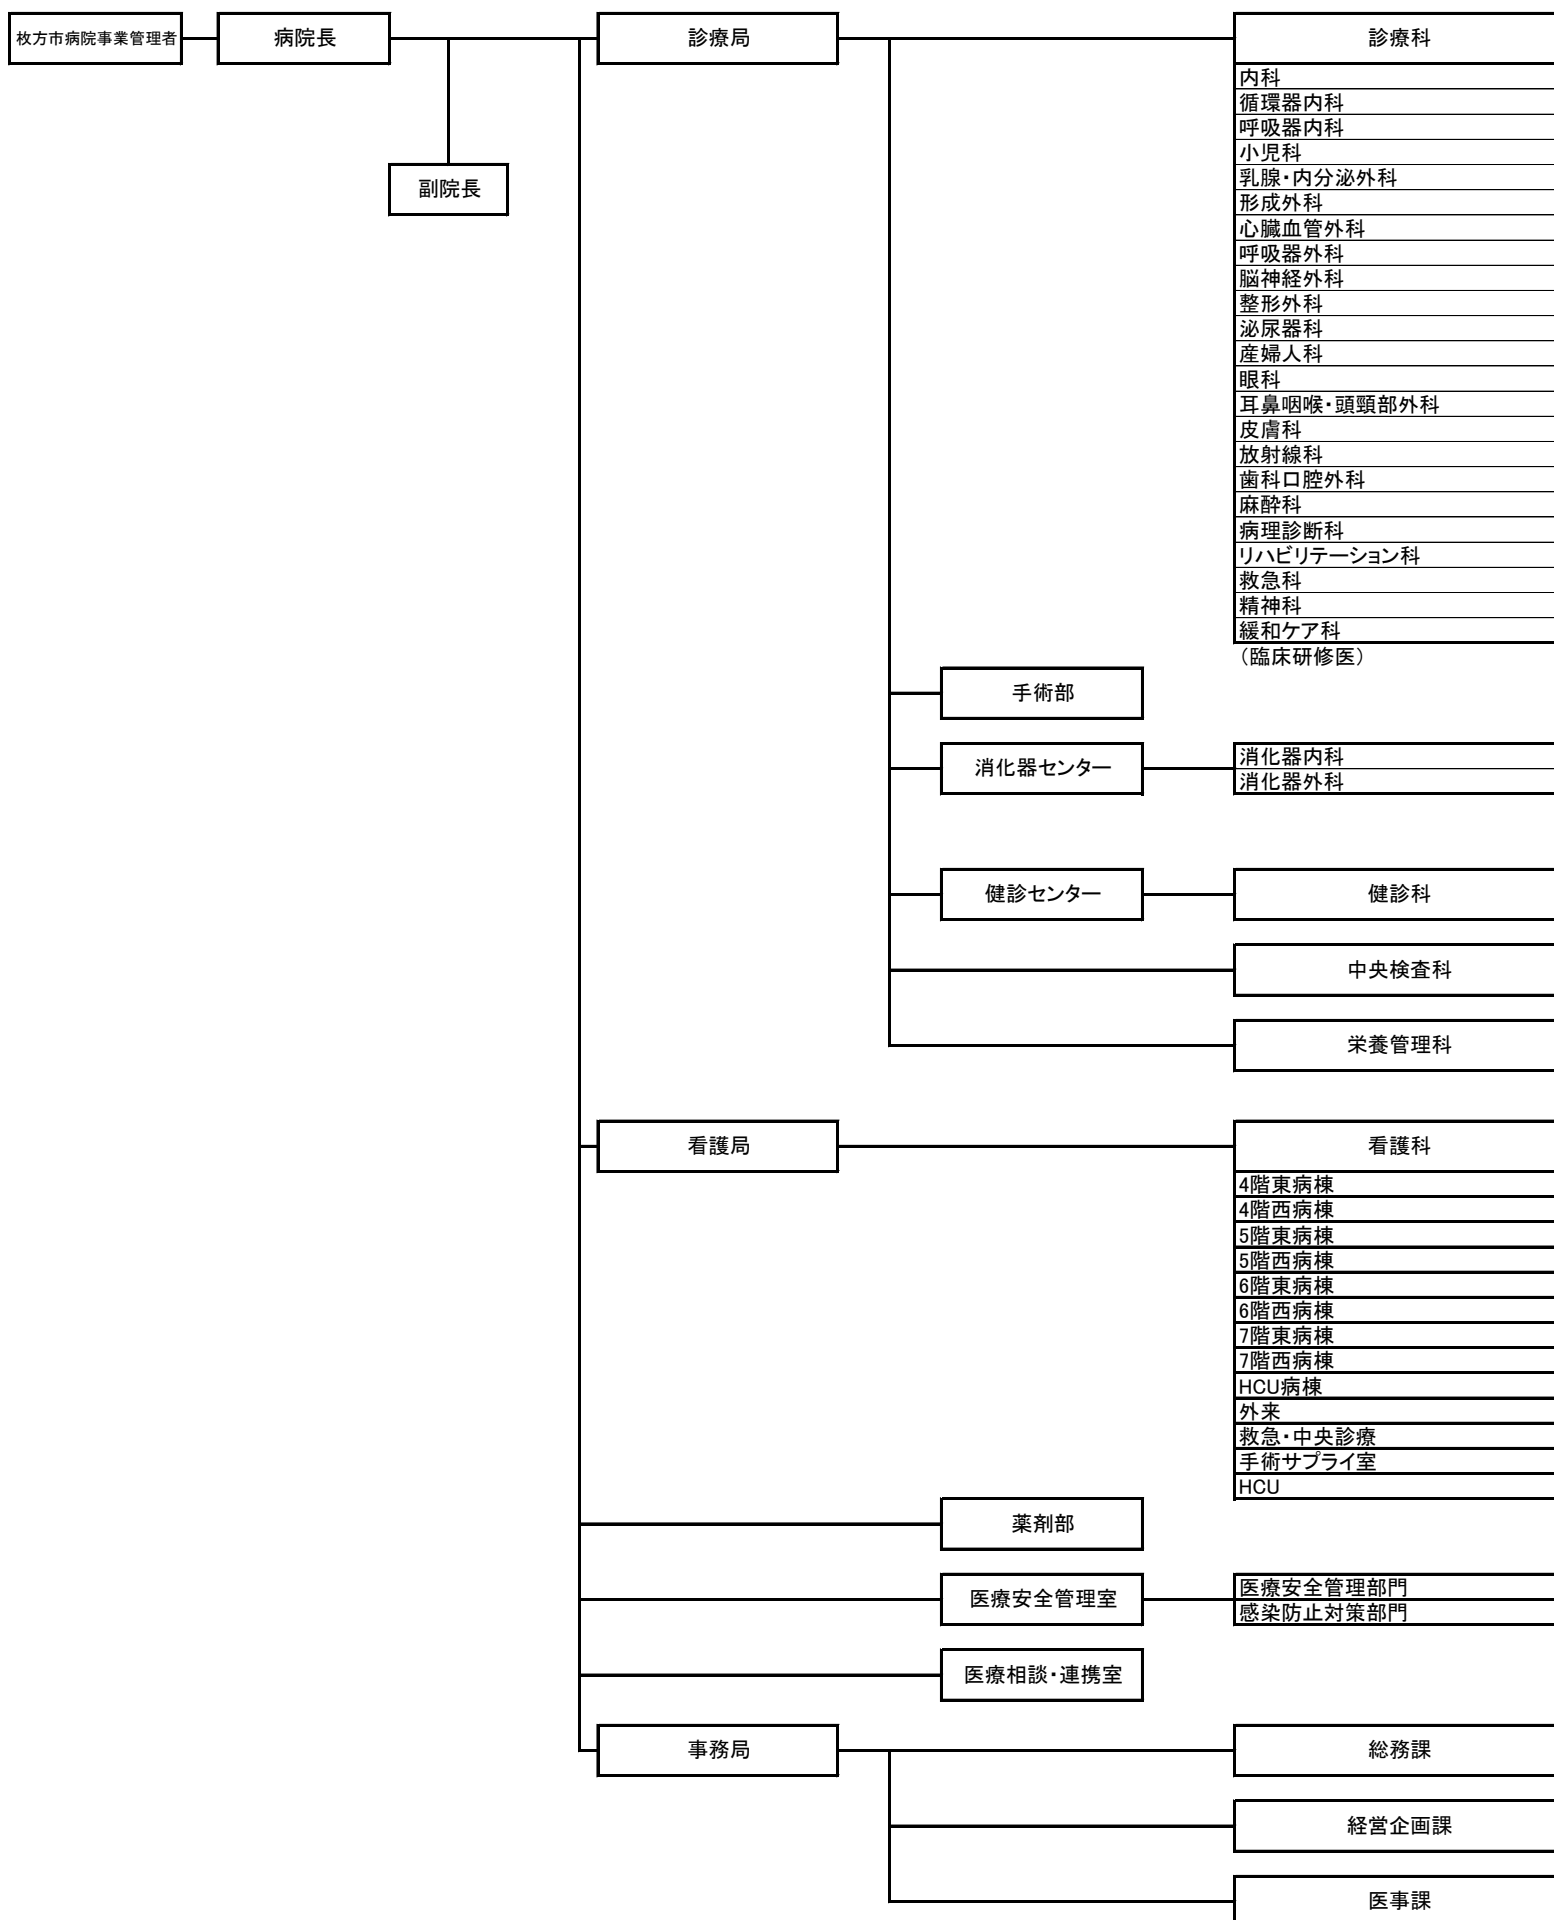 枚方市病院事業管理者
病院長
診療局
診療科
内科
循環器内科
呼吸器内科
小児科
乳腺・内分泌外科
副院長
形成外科
心臓血管外科
呼吸器外科
脳神経外科
整形外科
泌尿器科
産婦人科
眼科
耳鼻咽喉・頭頸部外科
皮膚科
放射線科
歯科口腔外科
麻酔科
病理診断科
リハビリテーション科
救急科
精神科
緩和ケア科
（臨床研修医）
手術部
消化器センター
消化器内科
消化器外科
健診センター
健診科
中央検査科
栄養管理科
看護局
看護科
4階東病棟
4階西病棟
5階東病棟
5階西病棟
6階東病棟
6階西病棟
7階東病棟
7階西病棟
HCU病棟
外来
救急・中央診療
手術サプライ室
HCU
薬剤部
医療安全管理室
医療安全管理部門
感染防止対策部門
医療相談・連携室
事務局
総務課
経営企画課
医事課